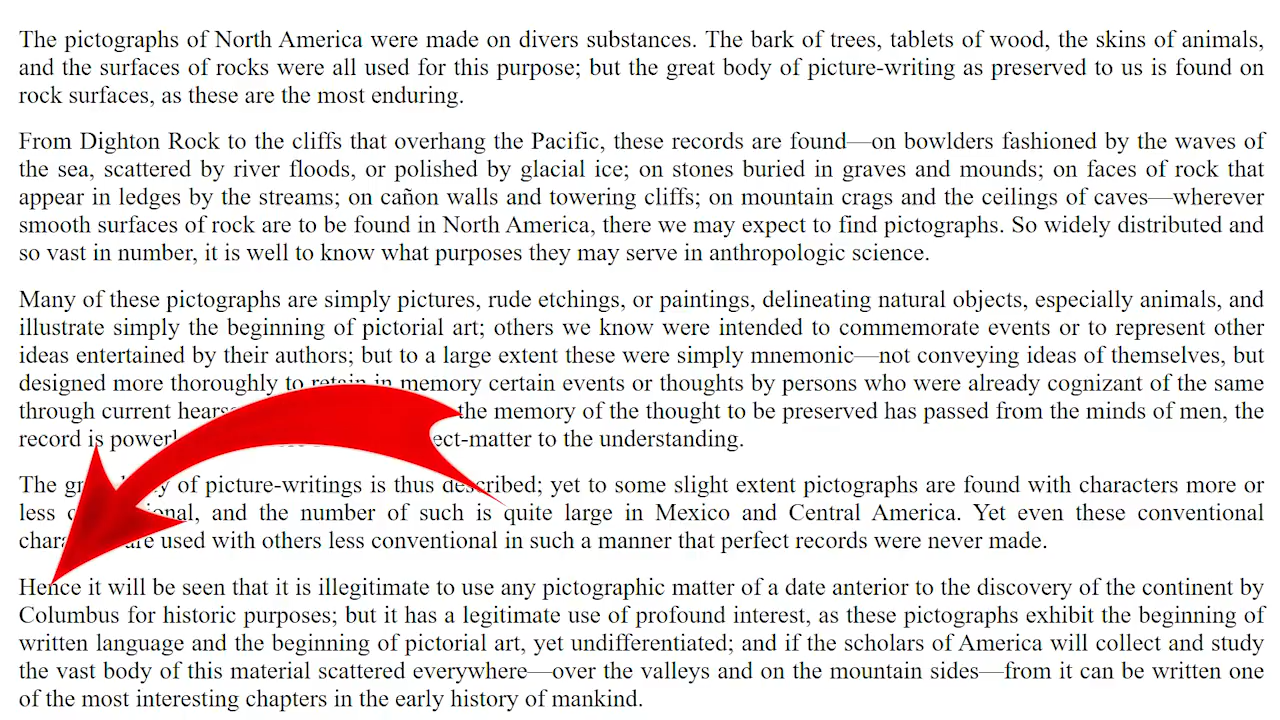 The pictographs of North America were made on divers substances. The bark of trees, tablets of wood, the skins of animals,
and the surfaces of rocks were all used for this purpose; but the great body of picture-writing as preserved to us is found on
rock surfaces, as these are the most enduring.
From Dighton Rock to the cliffs that overhang the Pacific, these records are found—on bowlders fashioned by the waves of
the sea, scattered by river floods, or polished by glacial ice; on stones buried in graves and mounds; on faces of rock that
appear in ledges by the streams; on cañon walls and towering cliffs; on mountain crags and the ceilings of caves—wherever
smooth surfaces of rock are to be found in North America, there we may expect to find pictographs. So widely distributed and
so vast in number, it is well to know what purposes they may serve in anthropologic science.
Many of these pictographs are simply pictures, rude etchings, or paintings, delineating natural objects, especially animals, and
illustrate simply the beginning of pictorial art; others we know were intended to commemorate events or to represent other
ideas entertained by their authors; but to a large extent these were simply mnemonic—not conveying ideas of themselves, but
designed more thoroughly to retain in memory certain events or thoughts by persons who were already cognizant of the same
through current the memory of the thought to be preserved has passed from the minds of men, the
record is to the understanding.
The of picture-writings is thus described; yet to some slight extent pictographs are found with characters more or
less and the number of such is quite large in Mexico and Central America. Yet even these conventional
used with others less conventional in such a manner that perfect records were never made.
Hence it will be seen that it is illegitimate to use any pictographic matter of a date anterior to the discovery of the continent by
Columbus for historic purposes; but it has a legitimate use of profound interest, as these pictographs exhibit the beginning of
written language and the beginning of pictorial art, yet undifferentiated; and if the scholars of America will collect and study
the vast body of this material scattered everywhere—over the valleys and on the mountain sides—from it can be written one
of the most interesting chapters in the early history of mankind.